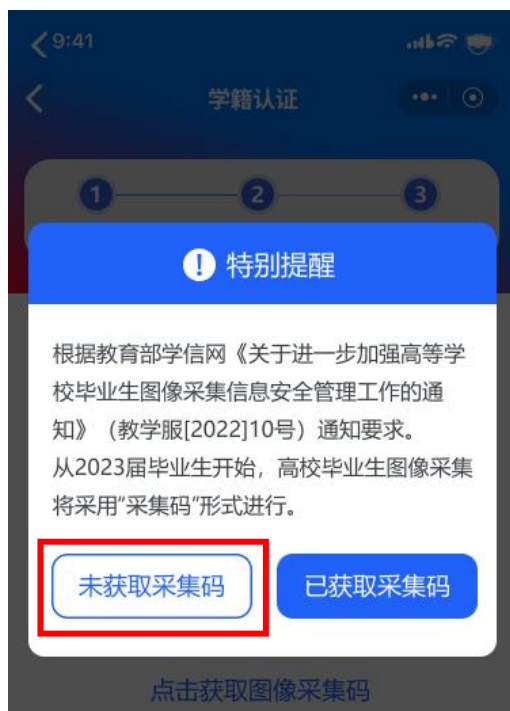 9:41
学籍认证
1
2
3
特别提醒
根据教育部学信网《关于进一步加强高等学
校毕业生图像采集信息安全管理工作的通
知》（教学服[2022]10号）通知要求。
从2023届毕业生开始，高校毕业生图像采集
将采用“采集码”形式进行。
未获取采集码
已获取采集码
点击获取图像采集码